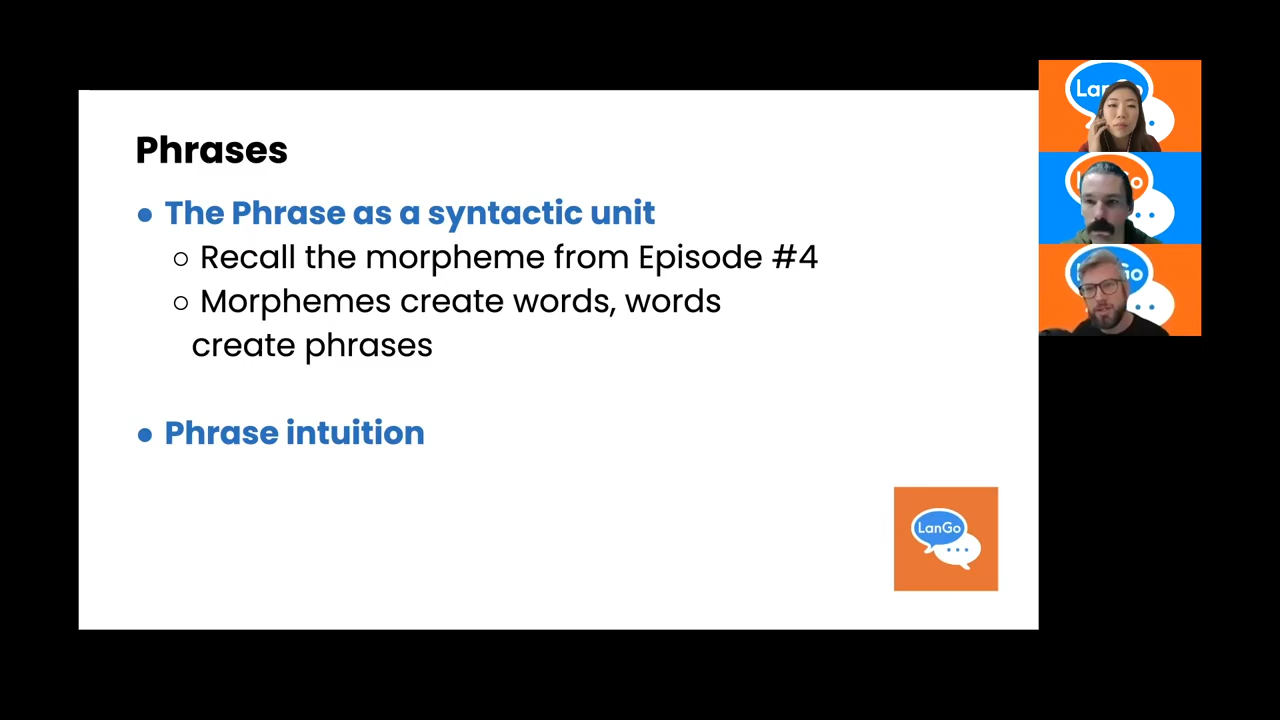 Phrases
● The Phrase as a syntactic unit
○ Recall the morpheme from Episode #4
○ Morphemes create words, words
create phrases
● Phrase intuition
LanGo